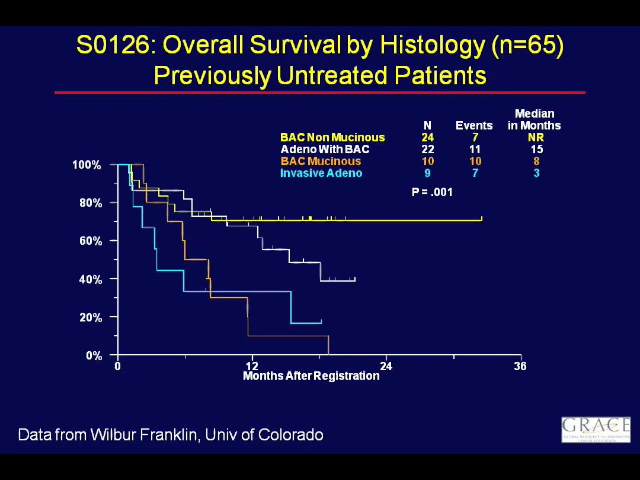 S0126: Overall Survival by Histology (n=65)
Previously Untreated Patients
Median
N Events in Months
BAC Non Mucinous 24 7 NR
Adeno With BAC 22 11 15
BAC Mucinous 10 10 8
Invasive Adeno 9 7 3
P = .001
100%
80%
60%
40%
20%
0%
0 12 24 36
Months After Registration
Data from Wilbur Franklin, Univ of Colorado
GRACE